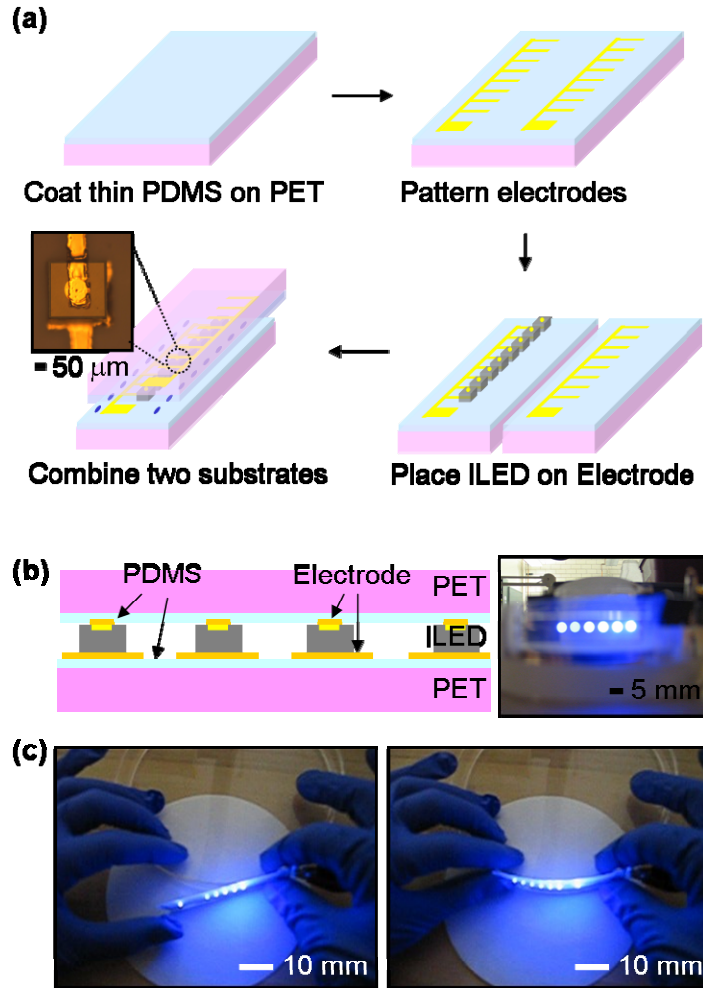 (a)
Coat thin PDMS on PET
Pattern electrodes
50 μm
Combine two substrates
Place ILED on Electrode
(b)
PDMS
Electrode
PET
ILED
PET
5 mm
(c)
10 mm
10 mm